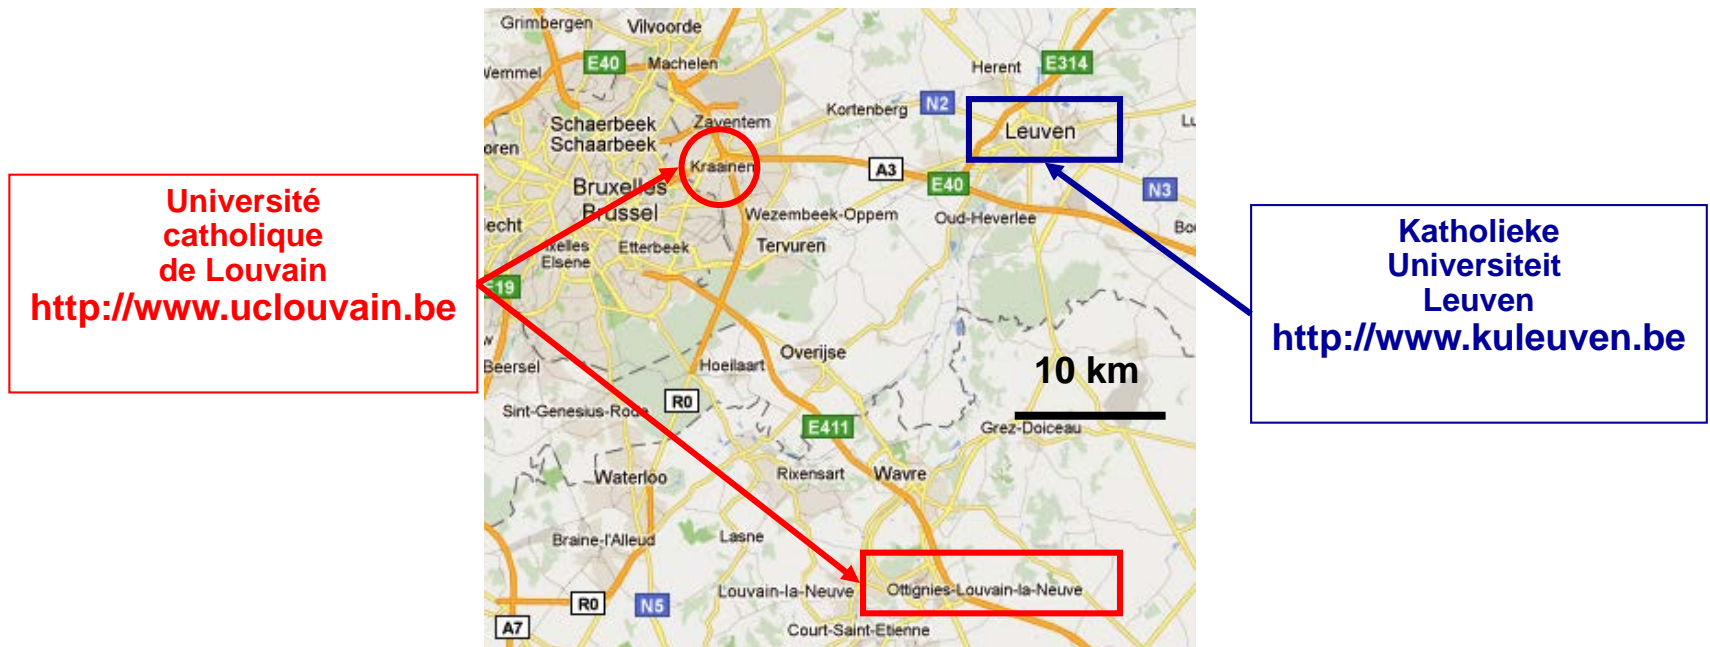 Université
catholique
de Louvain
http://www.uclouvain.be
Grimbergen
Vilvoorde
E40
Machelen
Herent
E314
Kortenberg
N2
Zaventem
Schaerbeek
Schaarbeek
Leuven
Kraainen
A3
E40
N3
Bruxelles
Brussel
Wezembeek-Oppem
Oud-Heverlee
Etterbeek
Tervuren
Elsene
Overijse
Beersel
Hoeilaart
10 km
Sint-Genesius-Rode
R0
E411
Grez-Doiceau
Waterloo
Rixensart
Wavre
Braine-l'Alleud
Lasne
Louvain-la-Neuve
Ottignies-Louvain-la-Neuve
R0
N5
A7
Court-Saint-Etienne
Katholieke
Universiteit
Leuven
http://www.kuleuven.be